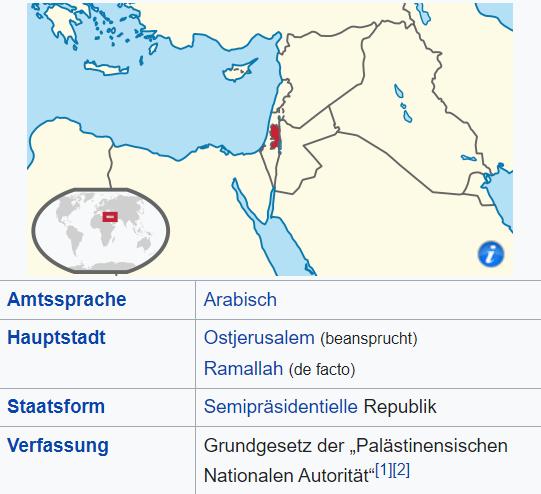 i
Amtssprache Arabisch
Hauptstadt Ostjerusalem (beansprucht)
Ramallah (de facto)
Staatsform Semipräsidentielle Republik
Verfassung Grundgesetz der „Palästinensischen
Nationalen Autorität“[1][2]